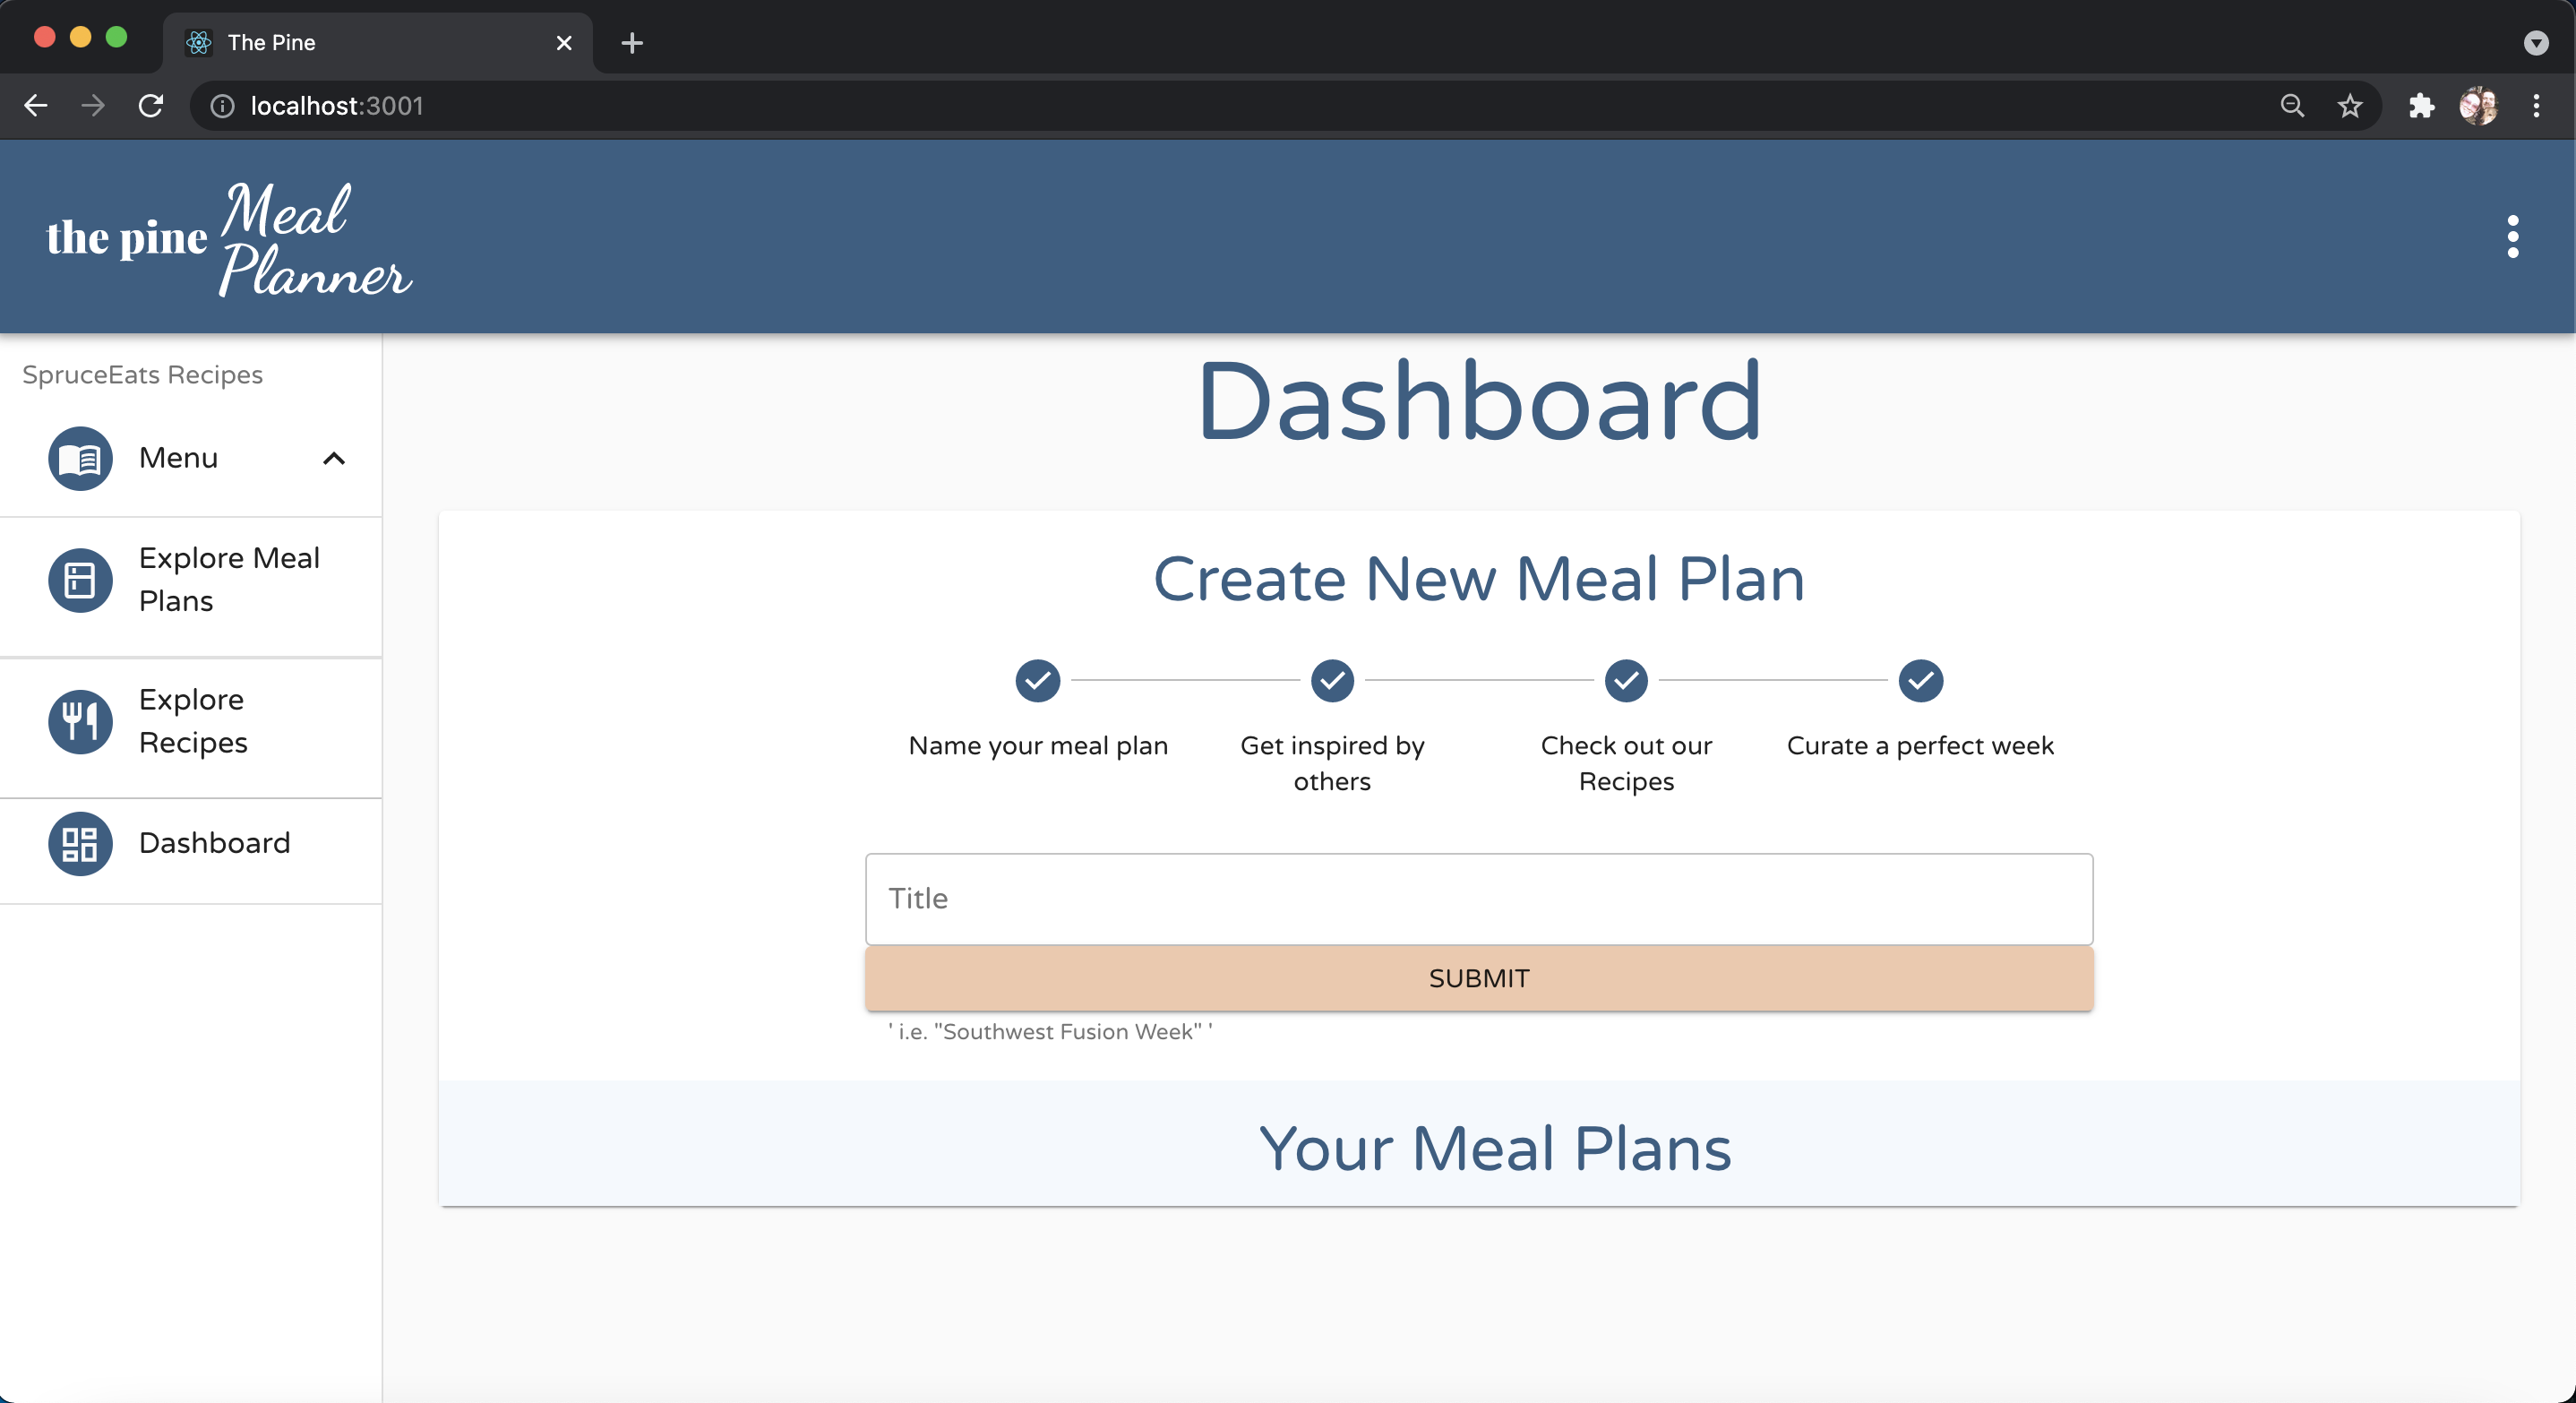 The Pine
localhost:3001
the pine Meal
Planner
SpruceEats Recipes
Menu
Explore Meal
Plans
Explore
Recipes
Dashboard
Dashboard
Create New Meal Plan
Name your meal plan
Get inspired by
others
Check out our
Recipes
Curate a perfect week
Title
SUBMIT
' i.e. "Southwest Fusion Week" '
Your Meal Plans